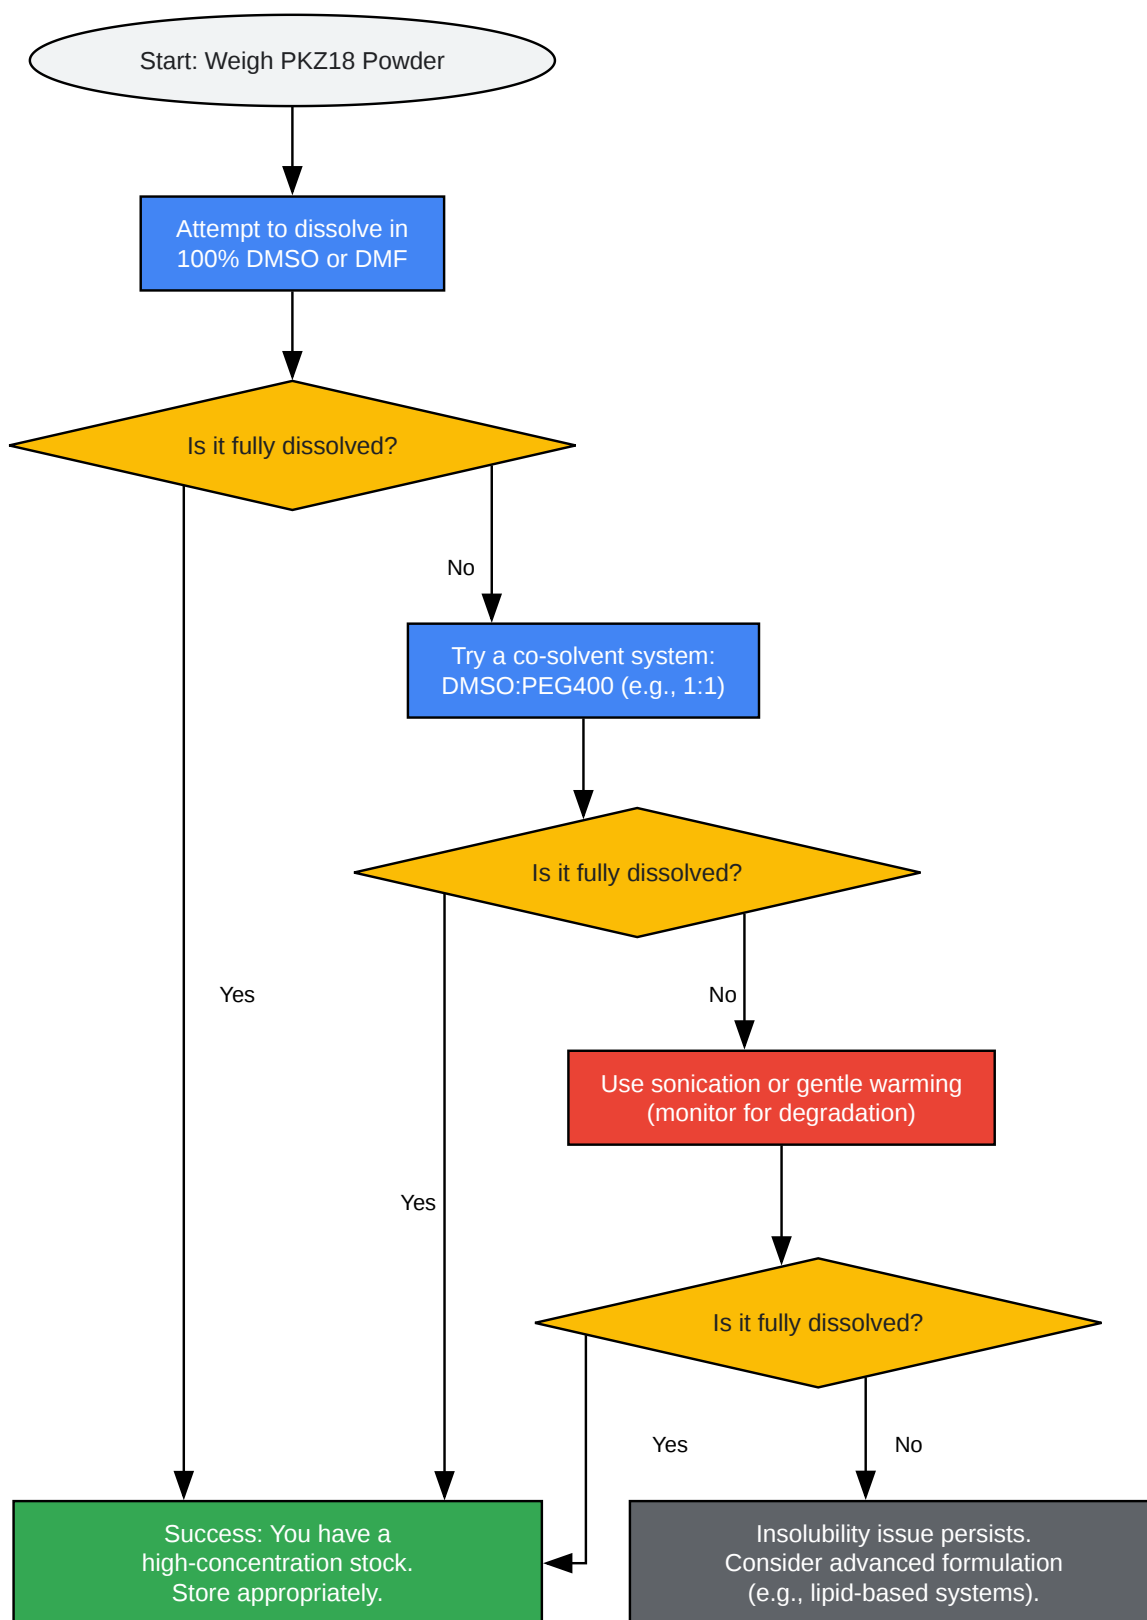 Start: Weigh PKZ18 Powder
Attempt to dissolve in
100% DMSO or DMF
Is it fully dissolved?
No
Try a co-solvent system:
DMSO:PEG400 (e.g., 1:1)
Is it fully dissolved?
Yes
No
Use sonication or gentle warming
(monitor for degradation)
Yes
Is it fully dissolved?
Yes
No
Success: You have a
high-concentration stock.
Store appropriately.
Insolubility issue persists.
Consider advanced formulation
(e.g., lipid-based systems).